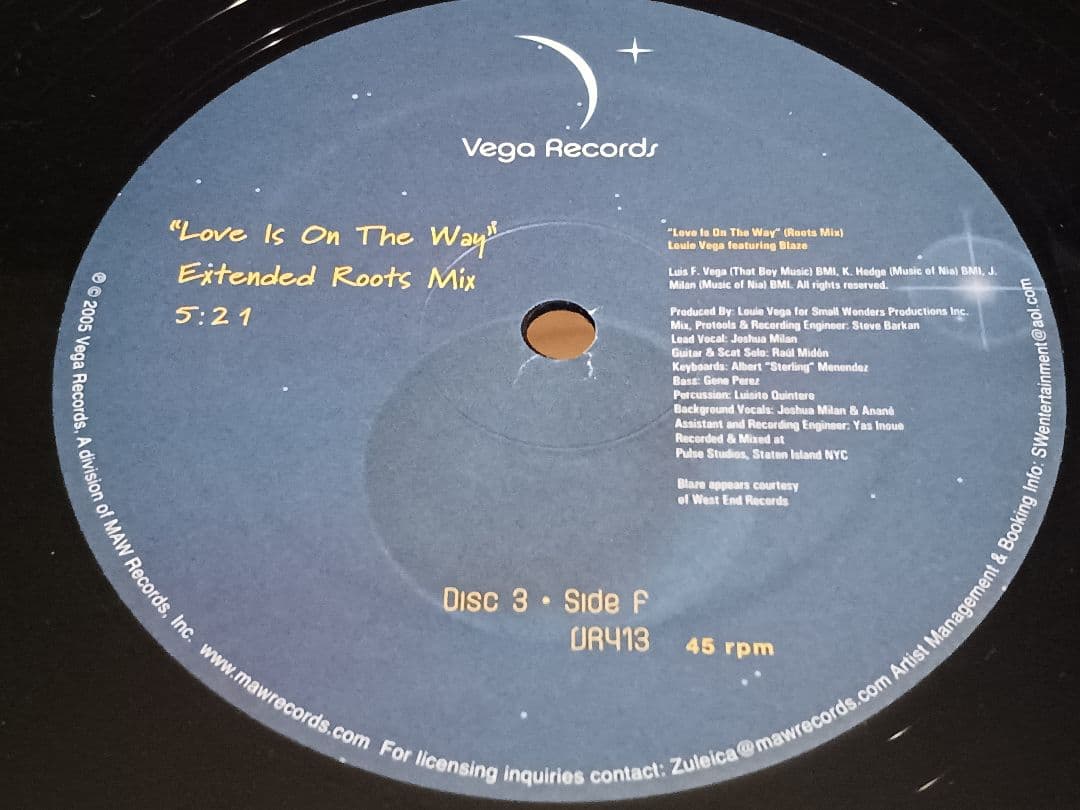 Vega Records
"Love Is On The Way"
Extended Roots Mix
5:21
"Love Is On The Way" (Roots Mix)
Louie Vega featuring Blaze
Luis F. Vega (That Boy Music) BMI, K. Hedge (Music of Nia) BMI, J.
Milan (Music of Nia) BMI. All rights reserved.
Produced By: Louie Vega for Small Wonders Productions Inc.
Mix, Protools & Recording Engineer: Steve Barkan
Lead Vocal: Joshua Milan
Guitar & Scat Solo: Raúl Midón
Keyboards: Albert "Sterling" Menendez
Bass: Gene Perez
Percussion: Luisito Quintero
Background Vocals: Joshua Milan & Anané
Assistant and Recording Engineer: Yas Inoue
Recorded & Mixed at
Pulse Studios, Staten Island NYC
Blaze appears courtesy
of West End Records
Disc 3 • Side F
VR413 45 rpm
℗ © 2005 Vega Records, A division of MAW Records, Inc. www.mawrecords.com For licensing inquiries contact: Zuleica@mawrecords.com Artist Management & Booking Info: SWentertainment@aol.com